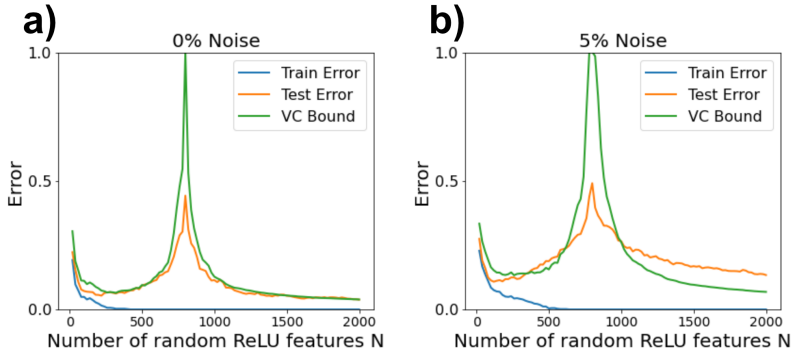 a)
0% Noise
1.0
0.5
0.0
Error
Train Error
Test Error
VC Bound
0 500 1000 1500 2000
Number of random ReLU features N
b)
5% Noise
1.0
0.5
0.0
Error
Train Error
Test Error
VC Bound
0 500 1000 1500 2000
Number of random ReLU features N